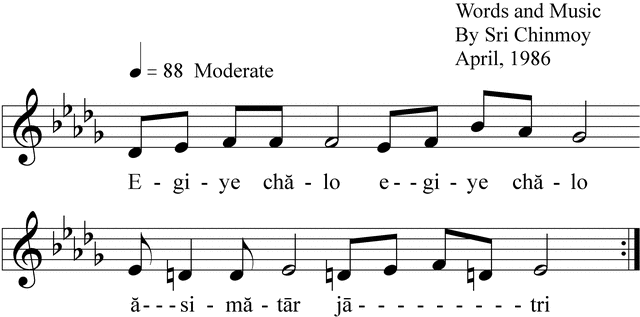 Words and Music
By Sri Chinmoy
April, 1986
= 88 Moderate
E - gi - ye chă - lo e - - gi - ye chă - lo
ă - - - si - mă - tār jā - - - - - - - - - tri